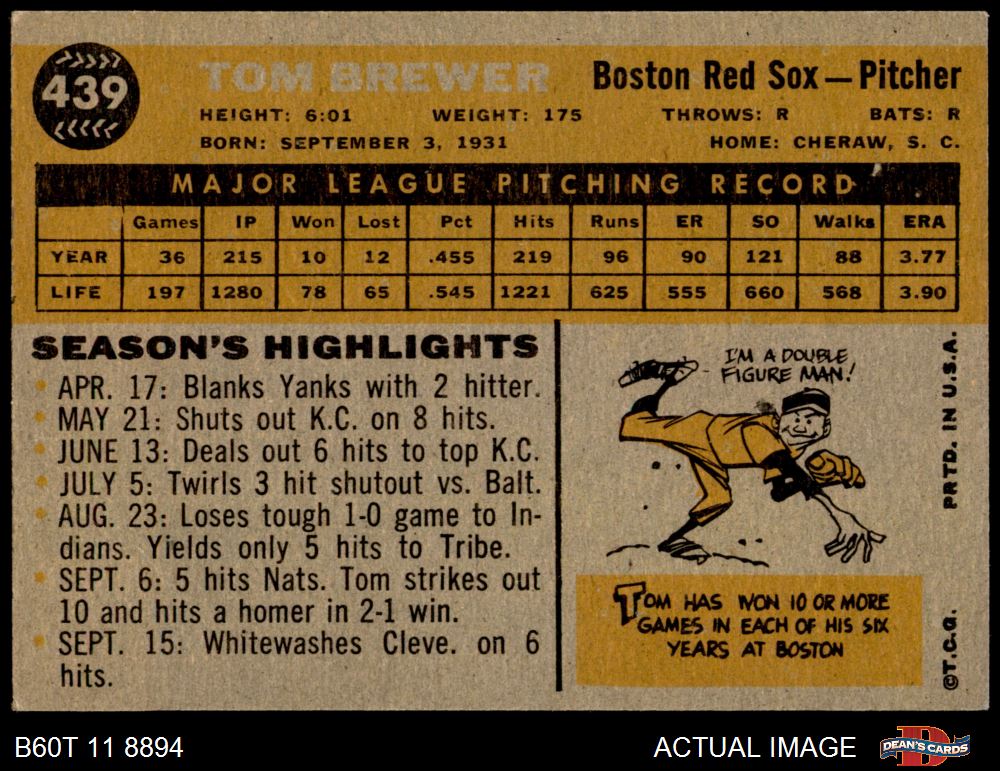 439
TOM BREWER
Boston Red Sox — Pitcher
HEIGHT: 6:01 WEIGHT: 175 THROWS: R BATS: R
BORN: SEPTEMBER 3, 1931 HOME: CHERAW, S. C.
MAJOR LEAGUE PITCHING RECORD
Games IP Won Lost Pct Hits Runs ER SO Walks ERA
YEAR 36 215 10 12 .455 219 96 90 121 88 3.77
LIFE 197 1280 78 65 .545 1221 625 555 660 568 3.90
SEASON'S HIGHLIGHTS
APR. 17: Blanks Yanks with 2 hitter.
MAY 21: Shuts out K.C. on 8 hits.
JUNE 13: Deals out 6 hits to top K.C.
JULY 5: Twirls 3 hit shutout vs. Balt.
AUG. 23: Loses tough 1-0 game to In-
dians. Yields only 5 hits to Tribe.
SEPT. 6: 5 hits Nats. Tom strikes out
10 and hits a homer in 2-1 win.
SEPT. 15: Whitewashes Cleve. on 6
hits.
I'M A DOUBLE
FIGURE MAN!
B
TOM HAS WON 10 OR MORE
GAMES IN EACH OF HIS SIX
YEARS AT BOSTON
©T.C.G. PRTD. IN U.S.A.
B60T 11 8894
ACTUAL IMAGE
D
DEAN'S CARDS